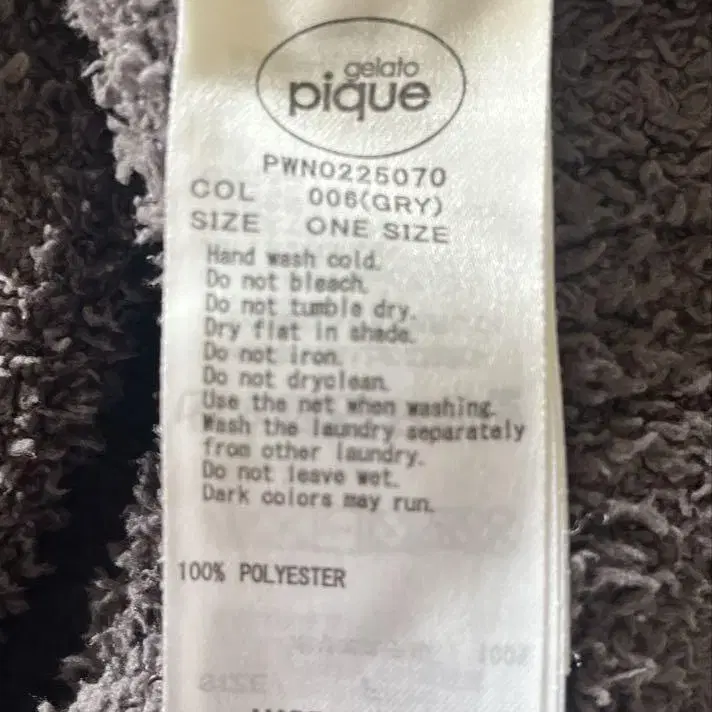 gelato
pique
PWNO225070
COL 006(GRY)
SIZE ONE SIZE
Hand wash cold.
Do not bleach.
Do not tumble dry.
Dry flat in shade.
Do not iron.
Do not dryclean.
Use the net when washing.
Wash the laundry separately
from other laundry.
Do not leave wet.
Dark colors may run.
100% POLYESTER